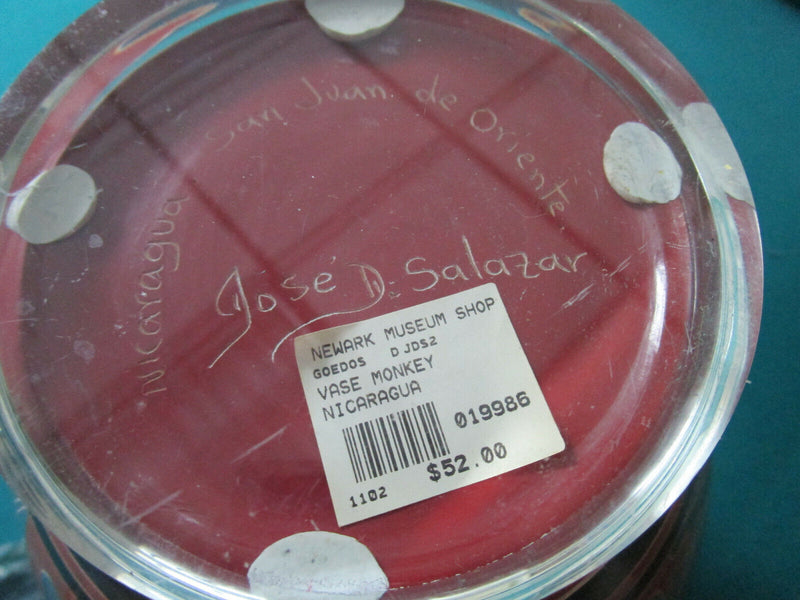 San Juan de Oriente.
Nicaragua
José D. Salazar
NEWARK MUSEUM SHOP
GOEDOS D JDS2
VASE MONKEY
NICARAGUA
019986
$52.00
1102